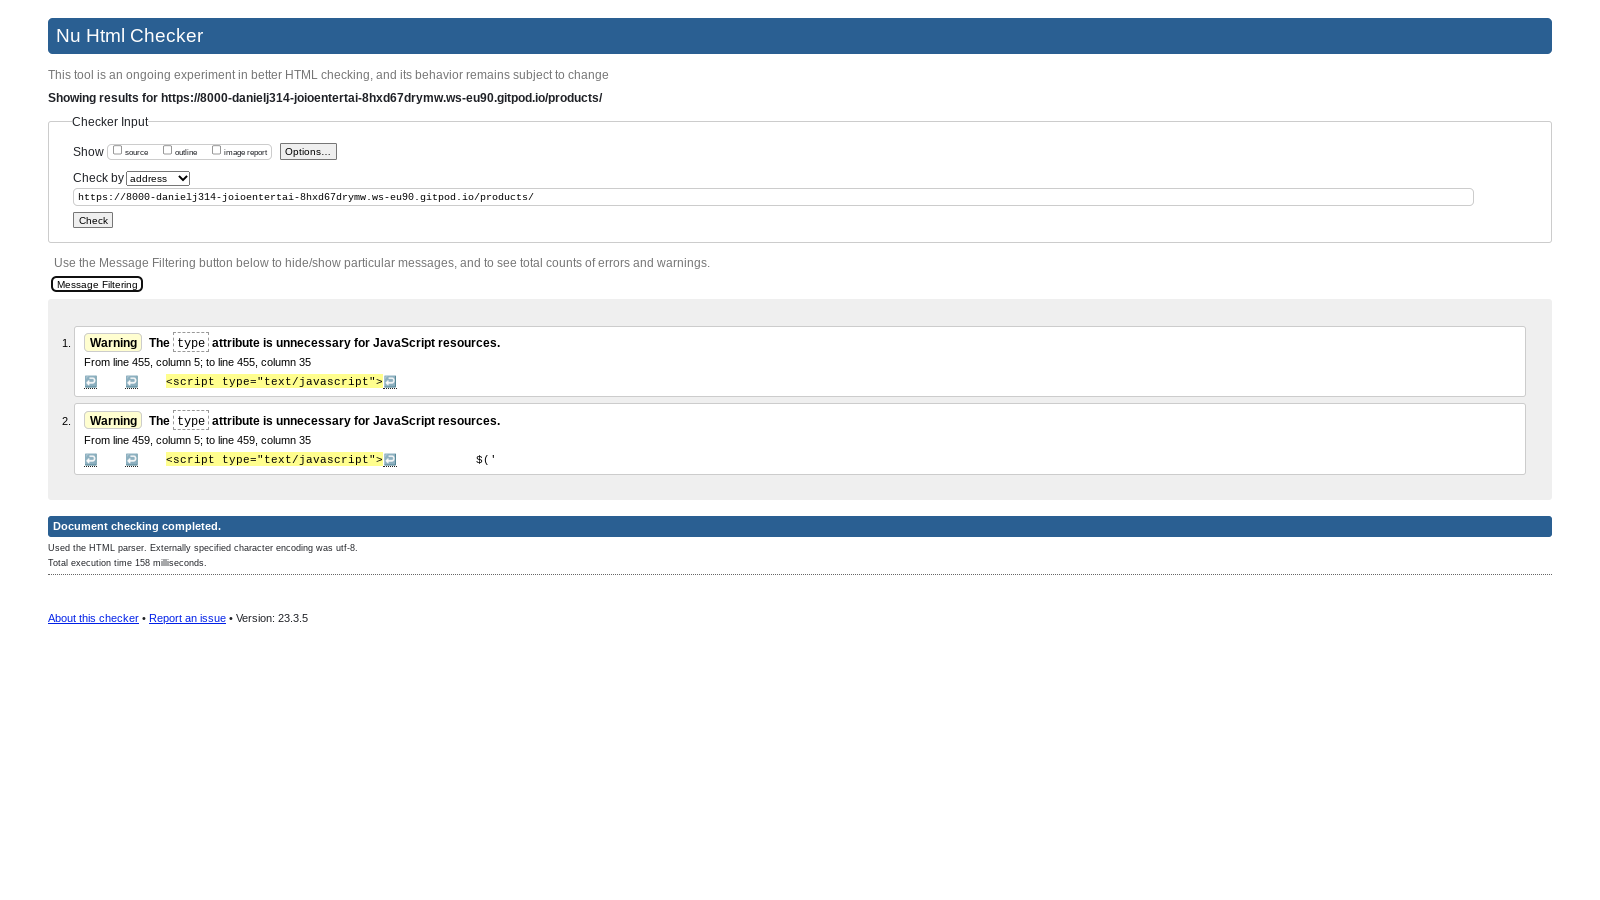 Nu Html Checker
This tool is an ongoing experiment in better HTML checking, and its behavior remains subject to change
Showing results for https://8000-danielj314-joioentertai-8hxd67drymw.ws-eu90.gitpod.io/products/
Checker Input
Show source outline image report Options...
Check by address
https://8000-danielj314-joioentertai-8hxd67drymw.ws-eu90.gitpod.io/products/
Check
Use the Message Filtering button below to hide/show particular messages, and to see total counts of errors and warnings.
Message Filtering
1. Warning The type attribute is unnecessary for JavaScript resources.
From line 455, column 5; to line 455, column 35
↩ ↩ <script type="text/javascript">↩
2. Warning The type attribute is unnecessary for JavaScript resources.
From line 459, column 5; to line 459, column 35
↩ ↩ <script type="text/javascript">↩ $('
Document checking completed.
Used the HTML parser. Externally specified character encoding was utf-8.
Total execution time 158 milliseconds.
About this checker • Report an issue • Version: 23.3.5